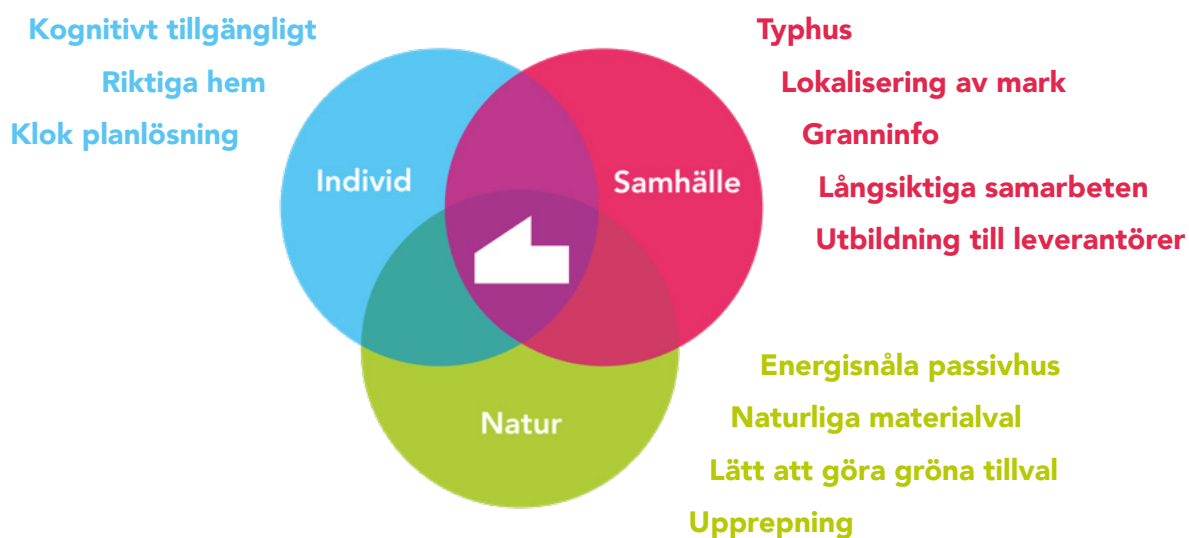 Kognitivt tillgängligt
Riktiga hem
Klok planlösning
Individ
Samhälle
Natur
Typhus
Lokalisering av mark
Granninfo
Långsiktiga samarbeten
Utbildning till leverantörer
Energisnåla passivhus
Naturliga materialval
Lätt att göra gröna tillval
Upprepning